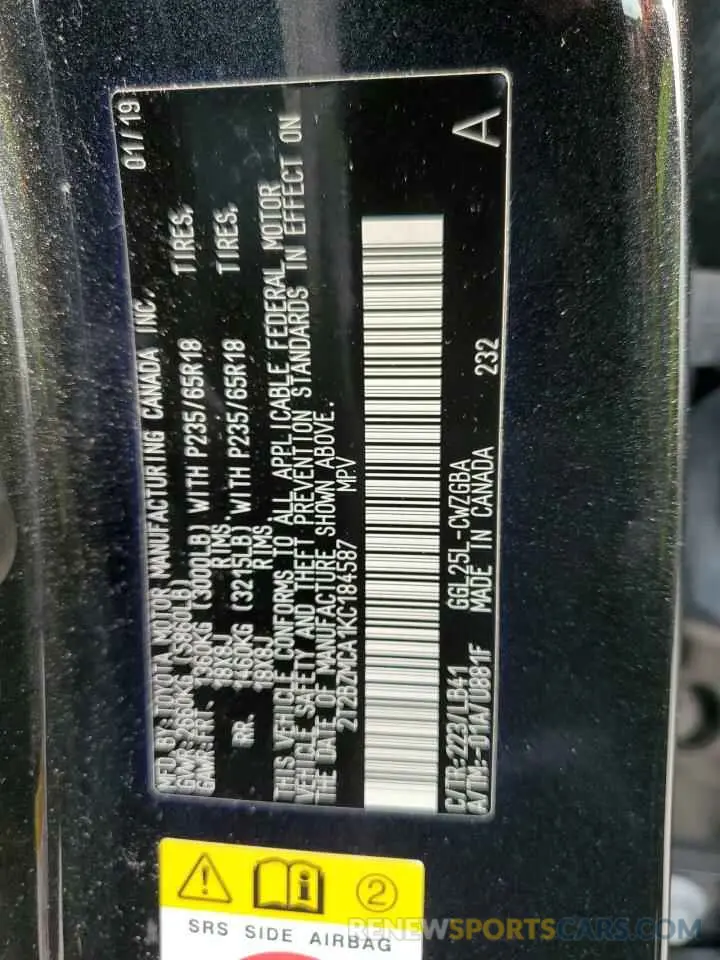 MFD.BY:TOYOTA MOTOR MANUFACTURING CANADA INC. 01/19
GVWR:2660KG (5880LB)
GAWR:FRT. 1360KG (3000LB) WITH P235/65R18 TIRES,
18X8J RIMS.
RR. 1460KG (3215LB) WITH P235/65R18 TIRES,
18X8J RIMS.
THIS VEHICLE CONFORMS TO ALL APPLICABLE FEDERAL MOTOR
VEHICLE SAFETY AND THEFT PREVENTION STANDARDS IN EFFECT ON
THE DATE OF MANUFACTURE SHOWN ABOVE.
2T2BZMCA1KC184587 MPV
C/TR:223/LB41 GGL25L-CWZGBA
A/TM:-01A/U881F MADE IN CANADA 232 A
2
SRS SIDE AIRBAG
RENEWSPORTSCARS.COM